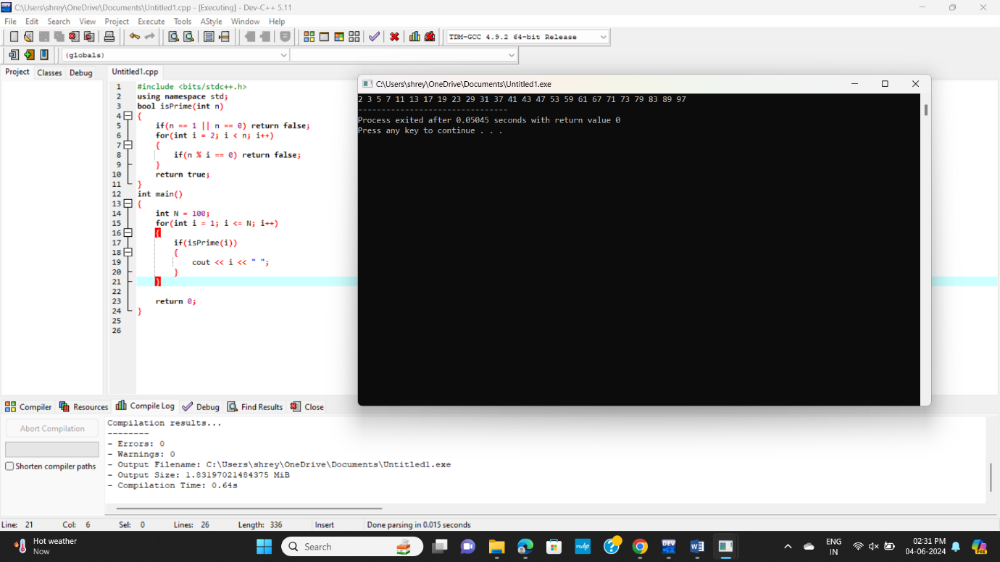 C:\Users\shrey\OneDrive\Documents\Untitled1.cpp - [Executing] - Dev-C++ 5.11
File Edit Search View Project Execute Tools AStyle Window Help
TDM-GCC 4.9.2 64-bit Release
(globals)
Project Classes Debug
Untitled1.cpp
1 #include <bits/stdc++.h>
2 using namespace std;
3 bool isPrime(int n)
4 {
5 if(n == 1 || n == 0) return false;
6 for(int i = 2; i < n; i++)
7 {
8 if(n % i == 0) return false;
9 }
10 return true;
11 }
12 int main()
13 {
14 int N = 100;
15 for(int i = 1; i <= N; i++)
16 {
17 if(isPrime(i))
18 {
19 cout << i << " ";
20 }
21 }
22
23 return 0;
24 }
25
26
C:\Users\shrey\OneDrive\Documents\Untitled1.exe
2 3 5 7 11 13 17 19 23 29 31 37 41 43 47 53 59 61 67 71 73 79 83 89 97
--------------------------------
Process exited after 0.05045 seconds with return value 0
Press any key to continue . . .
Compiler Resources Compile Log Debug Find Results Close
Abort Compilation
Shorten compiler paths
Compilation results...
--------
- Errors: 0
- Warnings: 0
- Output Filename: C:\Users\shrey\OneDrive\Documents\Untitled1.exe
- Output Size: 1.83197021484375 MiB
- Compilation Time: 0.64s
Line: 21 Col: 6 Sel: 0 Lines: 26 Length: 336 Insert Done parsing in 0.015 seconds
Hot weather
Now
Search
DEV
mvhp
W
ENG
IN
02:31 PM
04-06-2024
PRE